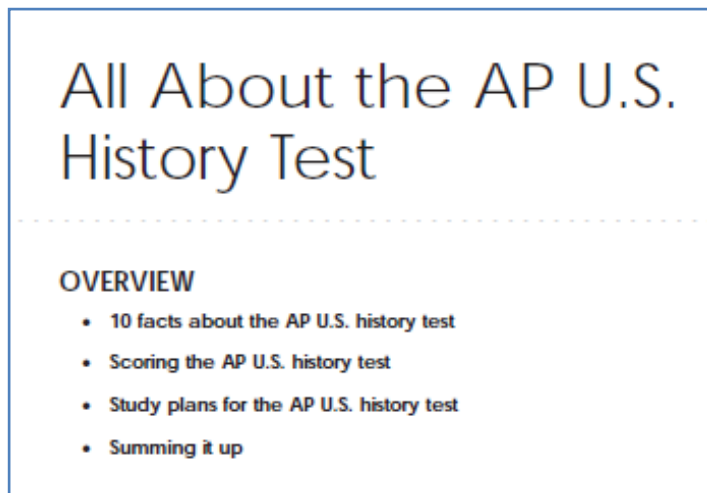 All About the AP U.S.
History Test
OVERVIEW
• 10 facts about the AP U.S. history test
• Scoring the AP U.S. history test
• Study plans for the AP U.S. history test
• Summing it up